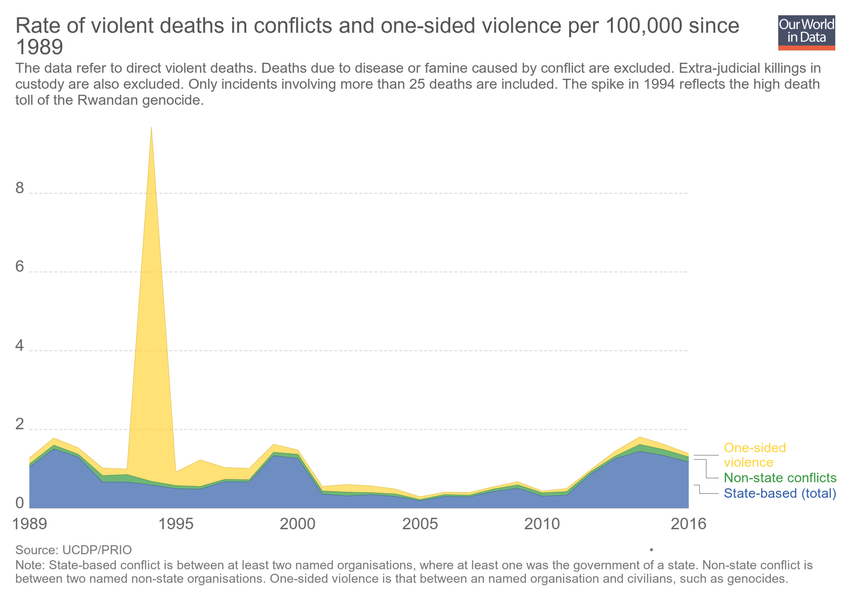 Rate of violent deaths in conflicts and one-sided violence per 100,000 since
1989
Our World
in Data
The data refer to direct violent deaths. Deaths due to disease or famine caused by conflict are excluded. Extra-judicial killings in
custody are also excluded. Only incidents involving more than 25 deaths are included. The spike in 1994 reflects the high death
toll of the Rwandan genocide.
8
6
4
2
0
One-sided
violence
Non-state conflicts
State-based (total)
1989 1995 2000 2005 2010 2016
Source: UCDP/PRIO
Note: State-based conflict is between at least two named organisations, where at least one was the government of a state. Non-state conflict is
between two named non-state organisations. One-sided violence is that between an named organisation and civilians, such as genocides.